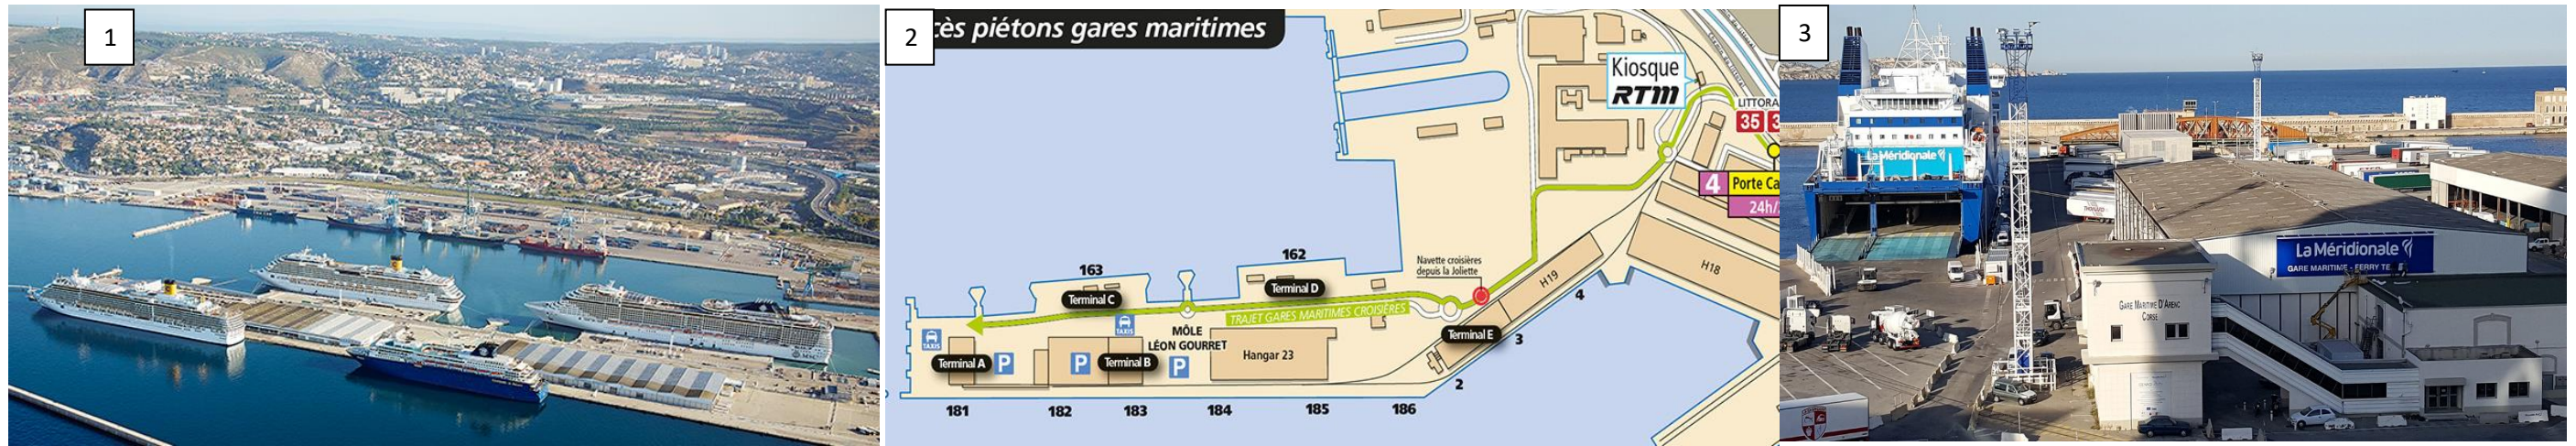 1
2
cès piétons gares maritimes
Kiosque
RTM
LITTORA
35 3
4 Porte Ca
24h/
163
162
Navette croisières
depuis la Joliette
Terminal C
Terminal D
H19
H18
4
TRAJET GARES MARITIMES CROISIÈRES
TAXIS
TAXIS
MÔLE
LÉON GOURRET
Terminal E
3
Terminal A P
P Terminal B
P
Hangar 23
2
181
182
183
184
185
186
3
La Méridionale
La Méridionale
GARE MARITIME - FERRY TE
GARE MARITIME D'ARENC
CORSE